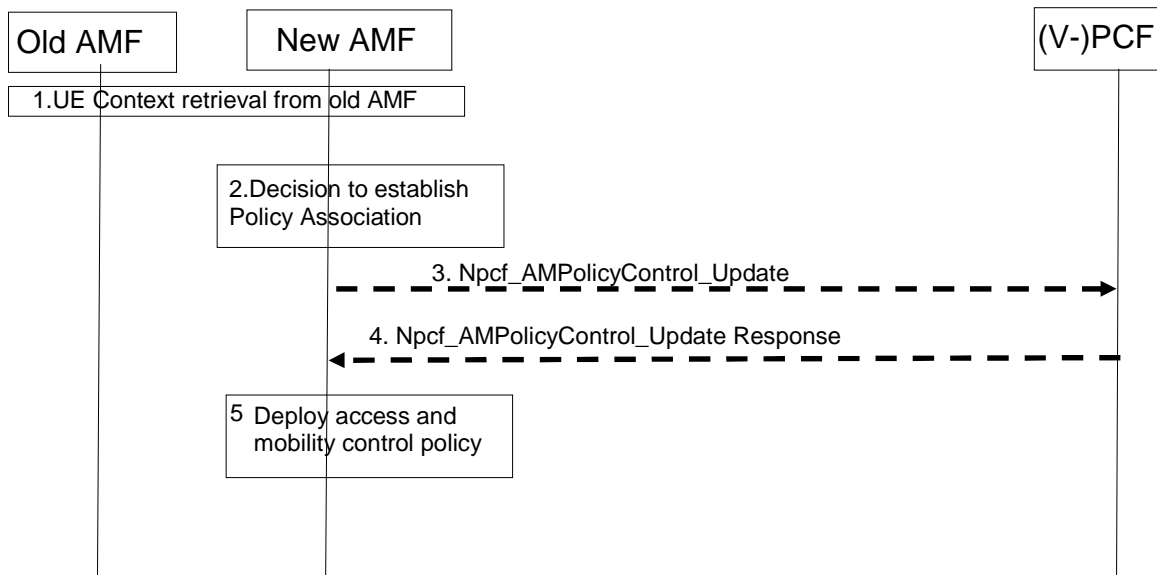 Old AMF
New AMF
(V-)PCF
1.UE Context retrieval from old AMF
2.Decision to establish
Policy Association
3. Npcf_AMPolicyControl_Update
4. Npcf_AMPolicyControl_Update Response
5 Deploy access and
mobility control policy